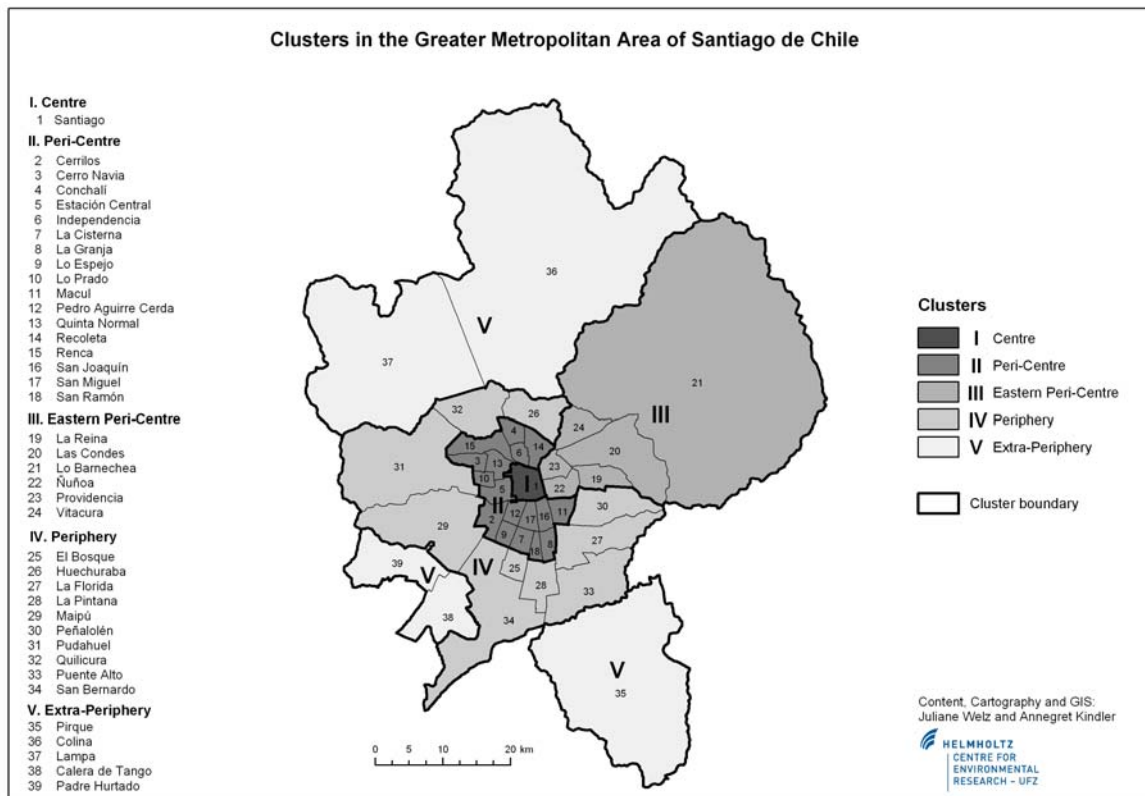 Clusters in the Greater Metropolitan Area of Santiago de Chile
I. Centre
1 Santiago
II. Peri-Centre
2 Cerrilos
3 Cerro Navia
4 Conchalí
5 Estación Central
6 Independencia
7 La Cisterna
8 La Granja
9 Lo Espejo
10 Lo Prado
11 Macul
12 Pedro Aguirre Cerda
13 Quinta Normal
14 Recoleta
15 Renca
16 San Joaquín
17 San Miguel
18 San Ramón
III. Eastern Peri-Centre
19 La Reina
20 Las Condes
21 Lo Barnechea
22 Ñuñoa
23 Providencia
24 Vitacura
IV. Periphery
25 El Bosque
26 Huechuraba
27 La Florida
28 La Pintana
29 Maipú
30 Peñalolén
31 Pudahuel
32 Quilicura
33 Puente Alto
34 San Bernardo
V. Extra-Periphery
35 Pirque
36 Colina
37 Lampa
38 Calera de Tango
39 Padre Hurtado
36
V
37
21
III
32
26
24
20
4
14
15
6
31
3
13
23
19
10
I
1
5
22
II
30
2
12
17
16
11
29
27
9
7
18
8
39
V
IV
25
28
33
38
34
V
35
0 5 10 20 km
Clusters
I Centre
II Peri-Centre
III Eastern Peri-Centre
IV Periphery
V Extra-Periphery
Cluster boundary
Content, Cartography and GIS:
Juliane Welz and Annegret Kindler
HELMHOLTZ
CENTRE FOR
ENVIRONMENTAL
RESEARCH – UFZ